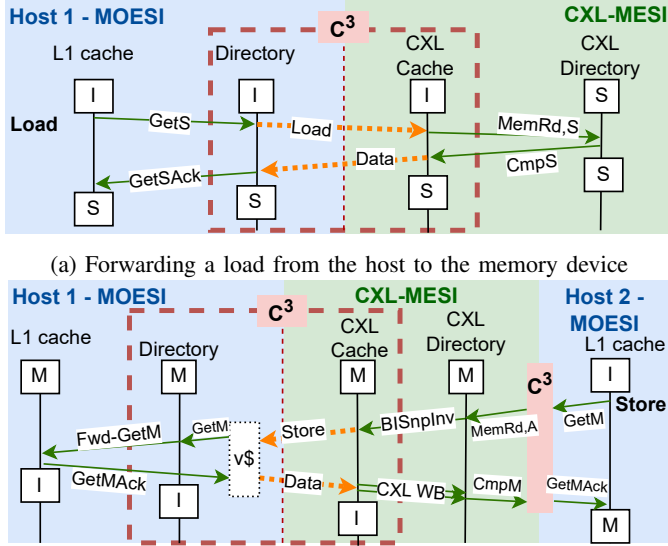 Host 1 - MOESI
C³
CXL-MESI
L1 cache
Directory
CXL
Cache
CXL
Directory
I
I
I
S
Load
GetS
Load
MemRd,S
Data
CmpS
GetSAck
S
S
S
S
(a) Forwarding a load from the host to the memory device
Host 1 - MOESI
C³
CXL-MESI
Host 2 -
MOESI
L1 cache
Directory
CXL
Cache
CXL
Directory
L1 cache
M
M
M
M
C³
I
Store
Fwd-GetM
GetM
v$
Store
BISnpInv
MemRd,A
GetM
GetMAck
Data
CXL WB
CmpM
GetMAck
I
I
I
M